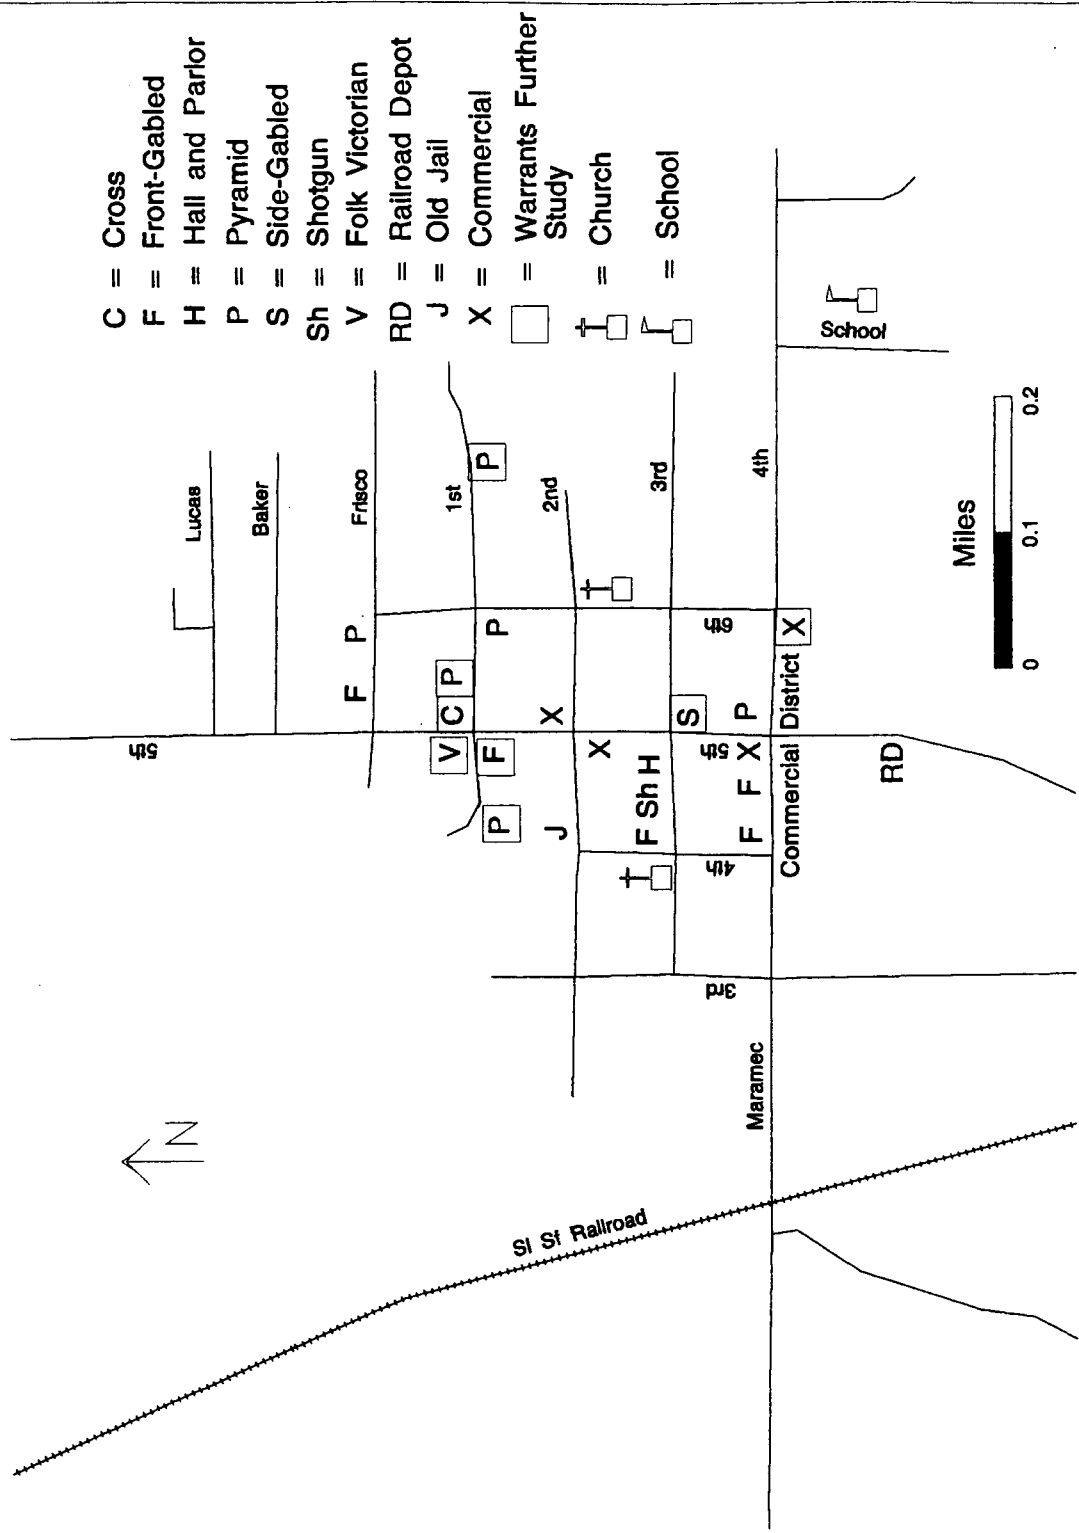 C = Cross
F = Front-Gabled
H = Hall and Parlor
P = Pyramid
S = Side-Gabled
Sh = Shotgun
V = Folk Victorian
RD = Railroad Depot
J = Old Jail
X = Commercial
= Warrants Further
Study
= Church
= School
Lucas
Baker
Frisco
1st
2nd
3rd
4th
5th
F P
V C P
P F P P
J X
X
F Sh H
S
F F X P
X
5th
6th
4th
3rd
Maramec
Commercial District
RD
School
N
Sl Sf Railroad
Miles
0 0.1 0.2